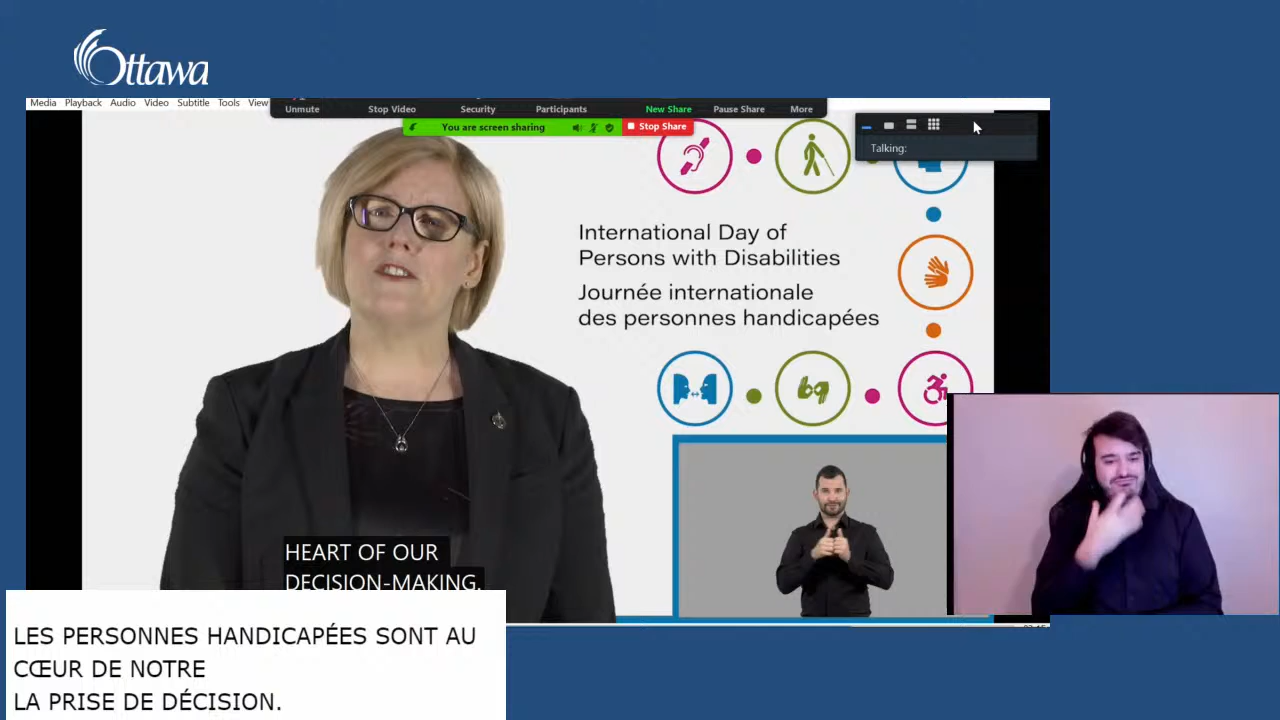 Ottawa
Media Playback Audio Video Subtitle Tools View
Unmute Stop Video Security Participants New Share Pause Share More
You are screen sharing Stop Share
Talking:
International Day of
Persons with Disabilities
Journée internationale
des personnes handicapées
HEART OF OUR
DECISION-MAKING.
LES PERSONNES HANDICAPÉES SONT AU
CŒUR DE NOTRE
LA PRISE DE DÉCISION.